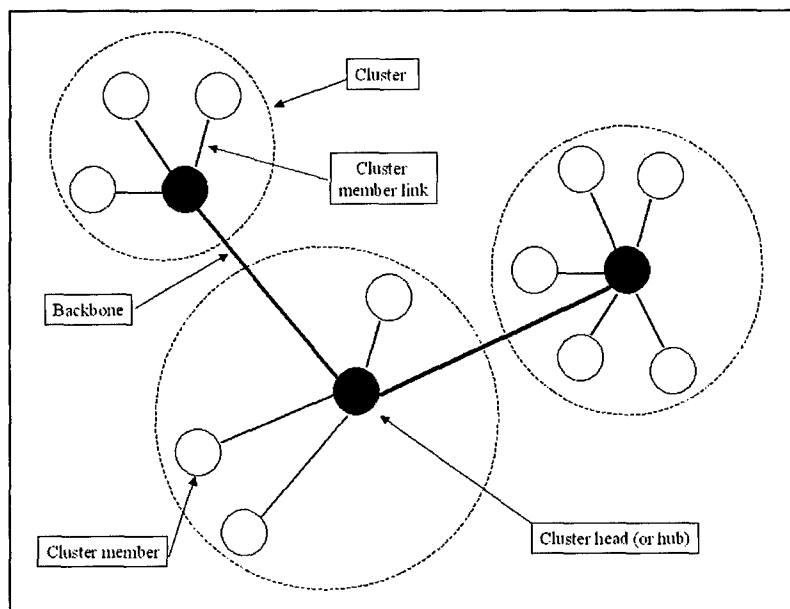 Cluster
Cluster
member link
Backbone
Cluster member
Cluster head (or hub)